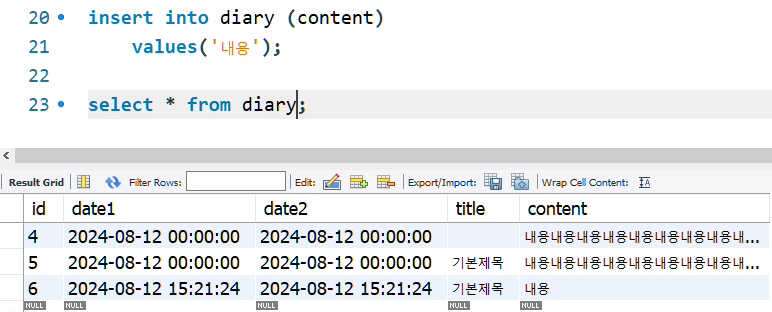 20 insert into diary (content)
21 values('내용');
22
23 select * from diary;
Result Grid Filter Rows: Edit: Export/Import: Wrap Cell Content: IA
id date1 date2 title content
4 2024-08-12 00:00:00 2024-08-12 00:00:00 내용내용내용내용내용내용내용내용내...
5 2024-08-12 00:00:00 2024-08-12 00:00:00 기본제목 내용내용내용내용내용내용내용내용내...
6 2024-08-12 15:21:24 2024-08-12 15:21:24 기본제목 내용
NULL NULL NULL NULL NULL